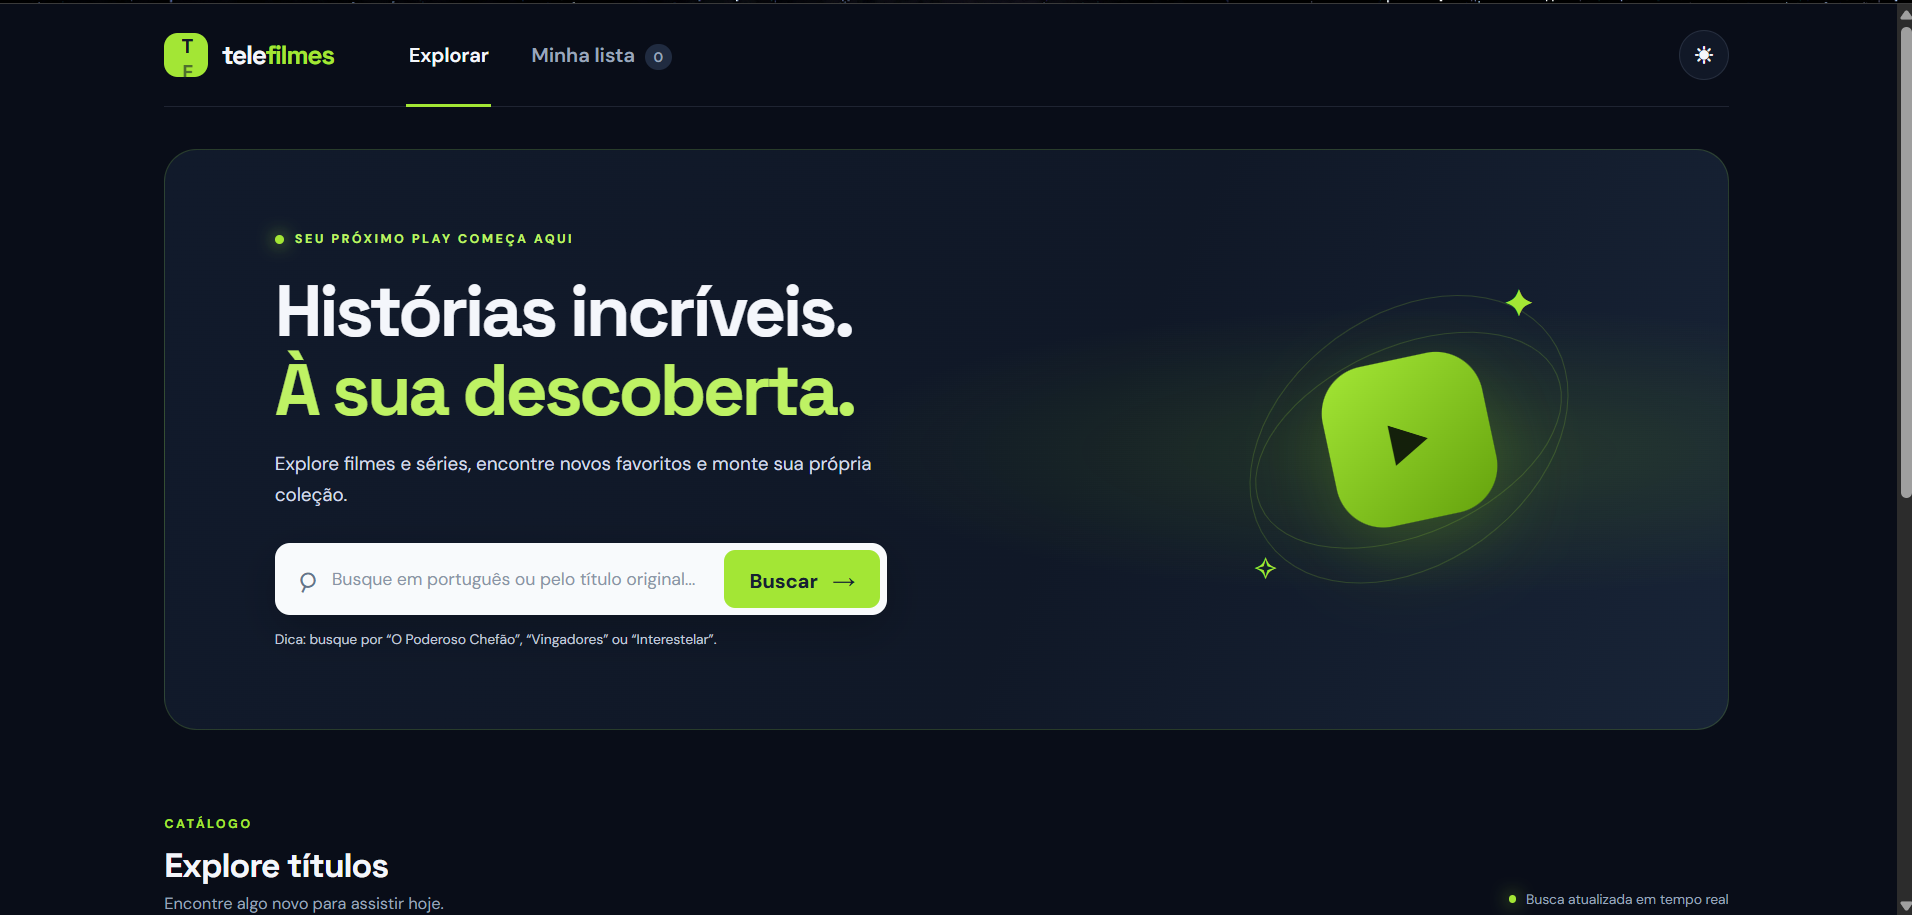 T
F
telefilmes
Explorar
Minha lista 0
SEU PRÓXIMO PLAY COMEÇA AQUI
Histórias incríveis.
À sua descoberta.
Explore filmes e séries, encontre novos favoritos e monte sua própria
coleção.
Busque em português ou pelo título original...
Buscar →
Dica: busque por “O Poderoso Chefão”, “Vingadores” ou “Interestelar”.
CATÁLOGO
Explore títulos
Encontre algo novo para assistir hoje.
Busca atualizada em tempo real